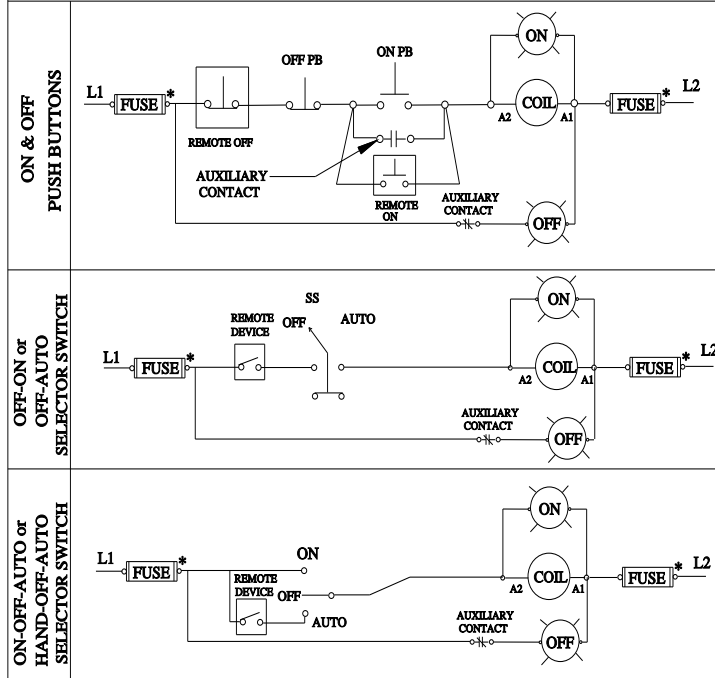 ON & OFF
PUSH BUTTONS
L1
FUSE
*
REMOTE OFF
OFF PB
ON PB
AUXILIARY
CONTACT
REMOTE
ON
ON
A2
COIL
A1
FUSE
*
L2
AUXILIARY
CONTACT
OFF
OFF-ON or
OFF-AUTO
SELECTOR SWITCH
L1
FUSE
*
REMOTE
DEVICE
SS
OFF
AUTO
ON
A2
COIL
A1
FUSE
*
L2
AUXILIARY
CONTACT
OFF
ON-OFF-AUTO or
HAND-OFF-AUTO
SELECTOR SWITCH
L1
FUSE
*
REMOTE
DEVICE
ON
OFF
AUTO
ON
A2
COIL
A1
FUSE
*
L2
AUXILIARY
CONTACT
OFF